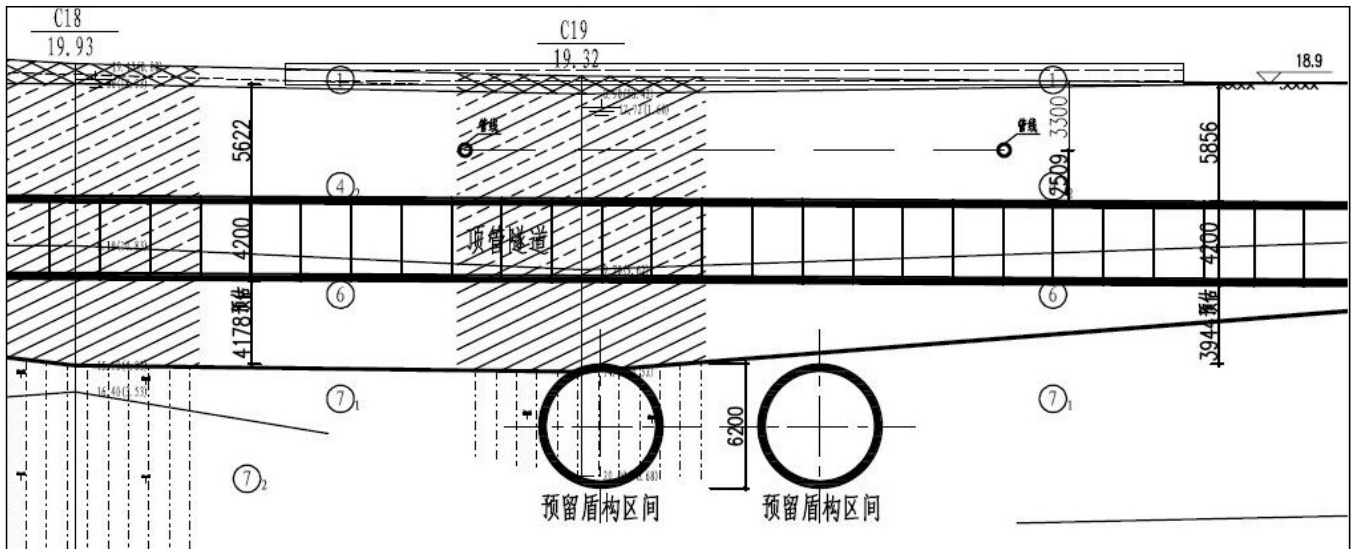 C18
19.93
C19
19.32
18.9
①
①
管线
管线
5622
3300
2509
5856
④₂
4200
顶管隧道
4200
⑥
⑥
4178预估
3944预估
⑦₁
⑦₁
6200
⑦₂
预留盾构区间
预留盾构区间